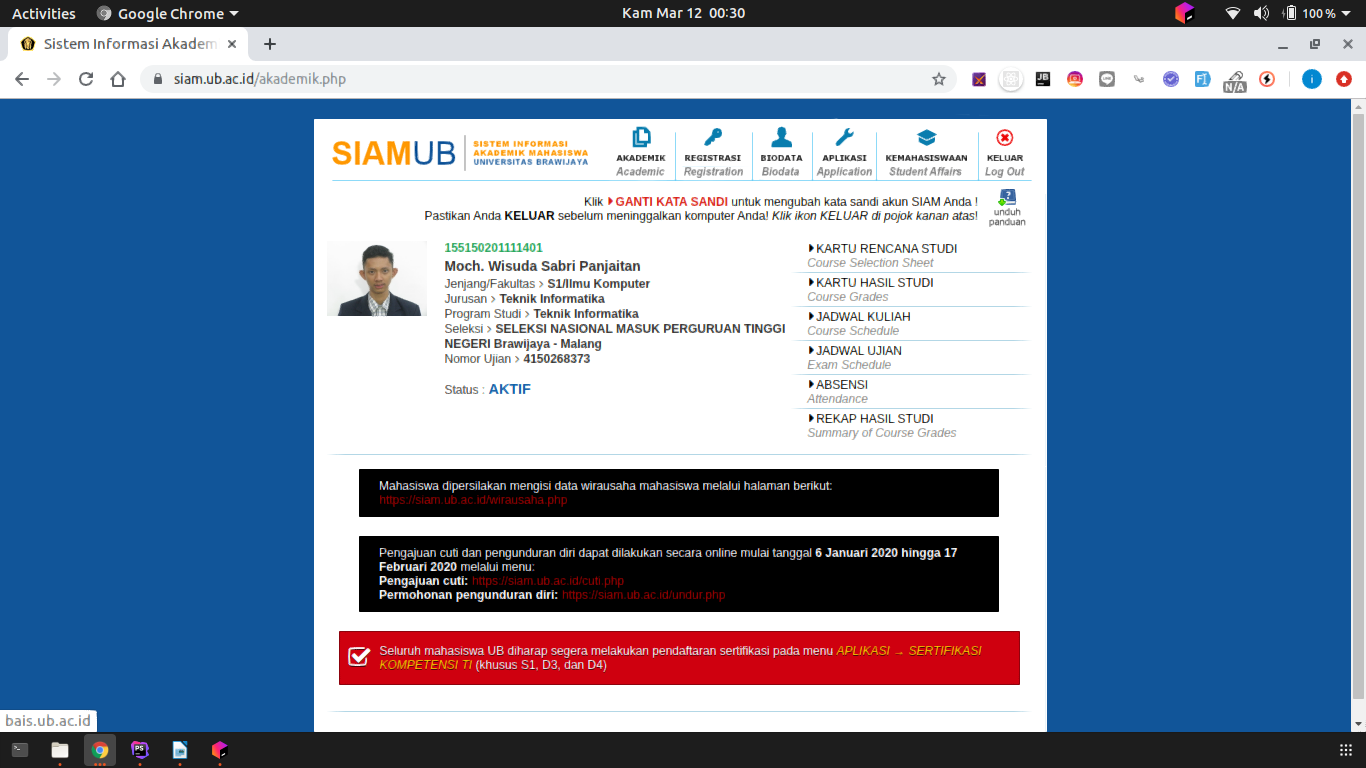 Activities Google Chrome Kam Mar 12 00:30 100 %
Sistem Informasi Akadem
siam.ub.ac.id/akademik.php
JB
LINE
N/A
i
SIAMUB
SISTEM INFORMASI
AKADEMIK MAHASISWA
UNIVERSITAS BRAWIJAYA
AKADEMIK
Academic
REGISTRASI
Registration
BIODATA
Biodata
APLIKASI
Application
KEMAHASISWAAN
Student Affairs
KELUAR
Log Out
Klik GANTI KATA SANDI untuk mengubah kata sandi akun SIAM Anda !
Pastikan Anda KELUAR sebelum meninggalkan komputer Anda! Klik ikon KELUAR di pojok kanan atas!
?
unduh
panduan
155150201111401
Moch. Wisuda Sabri Panjaitan
Jenjang/Fakultas > S1/Ilmu Komputer
Jurusan > Teknik Informatika
Program Studi > Teknik Informatika
Seleksi > SELEKSI NASIONAL MASUK PERGURUAN TINGGI
NEGERI Brawijaya - Malang
Nomor Ujian > 4150268373
Status : AKTIF
KARTU RENCANA STUDI
Course Selection Sheet
KARTU HASIL STUDI
Course Grades
JADWAL KULIAH
Course Schedule
JADWAL UJIAN
Exam Schedule
ABSENSI
Attendance
REKAP HASIL STUDI
Summary of Course Grades
Mahasiswa dipersilakan mengisi data wirausaha mahasiswa melalui halaman berikut:
https://siam.ub.ac.id/wirausaha.php
Pengajuan cuti dan pengunduran diri dapat dilakukan secara online mulai tanggal 6 Januari 2020 hingga 17
Februari 2020 melalui menu:
Pengajuan cuti: https://siam.ub.ac.id/cuti.php
Permohonan pengunduran diri: https://siam.ub.ac.id/undur.php
Seluruh mahasiswa UB diharap segera melakukan pendaftaran sertifikasi pada menu APLIKASI → SERTIFIKASI
KOMPETENSI TI (khusus S1, D3, dan D4)
bais.ub.ac.id
PS